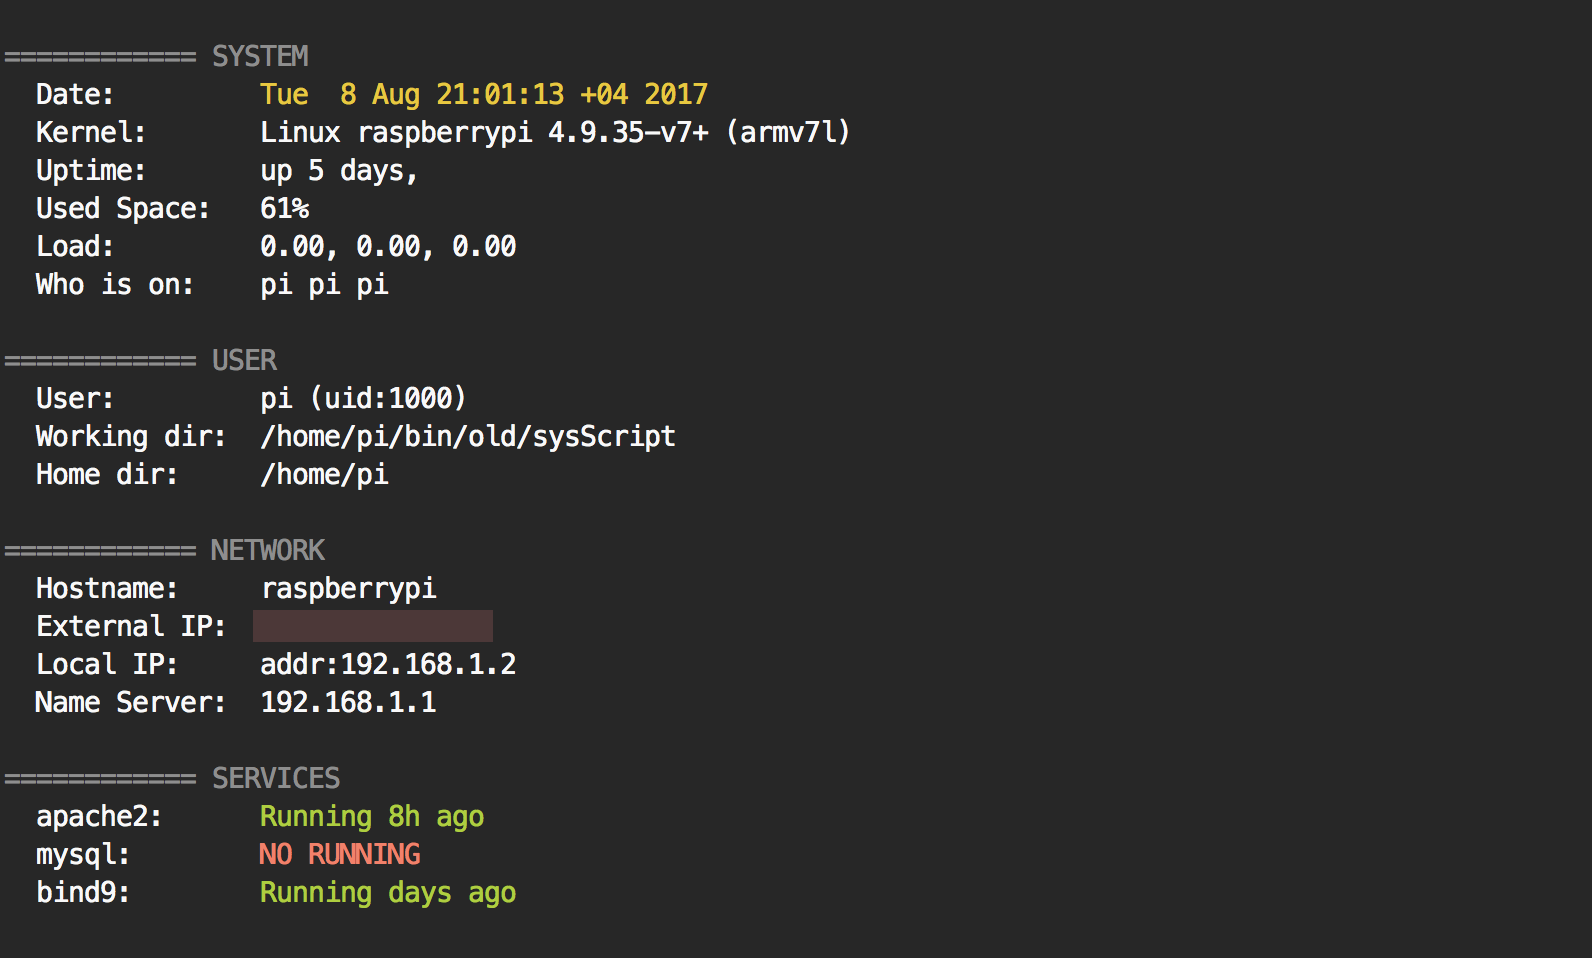 ============ SYSTEM
Date: Tue  8 Aug 21:01:13 +04 2017
Kernel: Linux raspberrypi 4.9.35-v7+ (armv7l)
Uptime: up 5 days,
Used Space: 61%
Load: 0.00, 0.00, 0.00
Who is on: pi pi pi
============ USER
User: pi (uid:1000)
Working dir: /home/pi/bin/old/sysScript
Home dir: /home/pi
============ NETWORK
Hostname: raspberrypi
External IP:
Local IP: addr:192.168.1.2
Name Server: 192.168.1.1
============ SERVICES
apache2: Running 8h ago
mysql: NO RUNNING
bind9: Running days ago